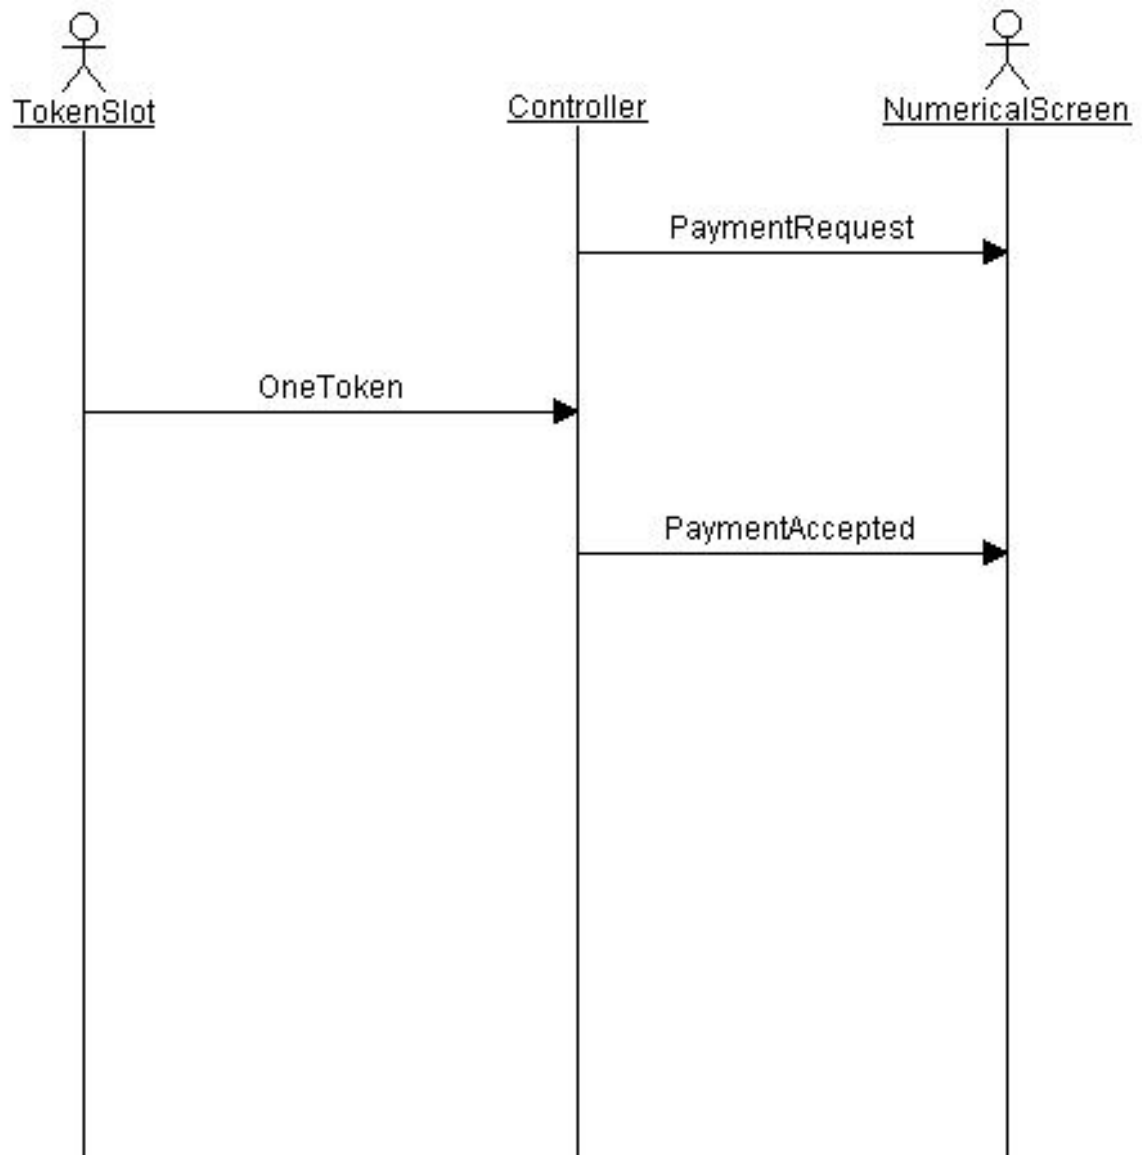 TokenSlot
Controller
NumericalScreen
PaymentRequest
OneToken
PaymentAccepted